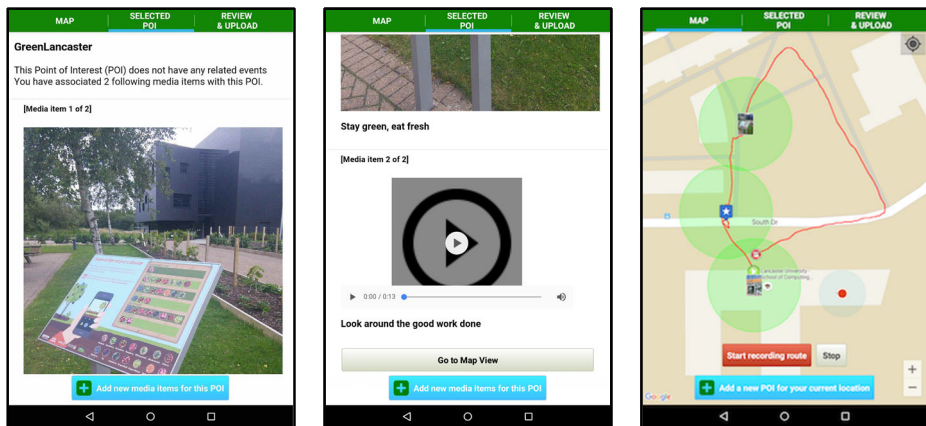 MAP
SELECTED
POI
REVIEW
& UPLOAD
GreenLancaster
This Point of Interest (POI) does not have any related events
You have associated 2 following media items with this POI.
[Media item 1 of 2]
Add new media items for this POI
MAP
SELECTED
POI
REVIEW
& UPLOAD
Stay green, eat fresh
[Media item 2 of 2]
0:00 / 0:13
Look around the good work done
Go to Map View
Add new media items for this POI
MAP
SELECTED
POI
REVIEW
& UPLOAD
South Dr
Lancaster University
School of Computing...
Start recording route
Stop
+
−
Add a new POI for your current location
Google